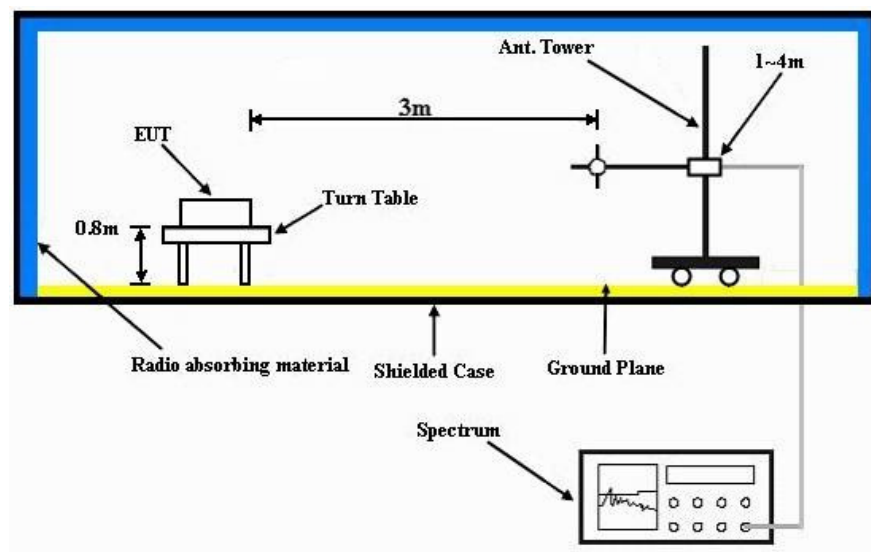 Ant. Tower
1~4m
3m
EUT
Turn Table
0.8m
Radio absorbing material
Shielded Case
Ground Plane
Spectrum